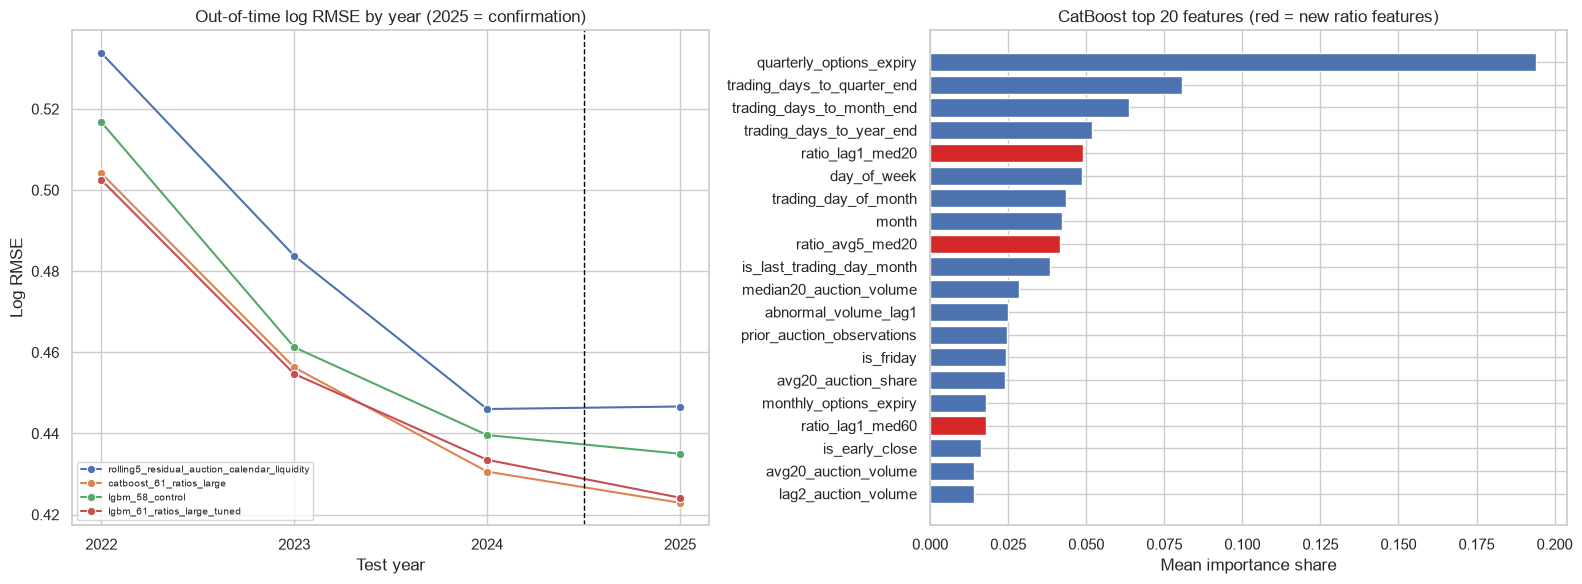 Out-of-time log RMSE by year (2025 = confirmation)
Log RMSE
0.52
0.50
0.48
0.46
0.44
0.42
rolling5_residual_auction_calendar_liquidity
catboost_61_ratios_large
lgbm_58_control
lgbm_61_ratios_large_tuned
2022
2023
2024
2025
Test year
CatBoost top 20 features (red = new ratio features)
quarterly_options_expiry
trading_days_to_quarter_end
trading_days_to_month_end
trading_days_to_year_end
ratio_lag1_med20
day_of_week
trading_day_of_month
month
ratio_avg5_med20
is_last_trading_day_month
median20_auction_volume
abnormal_volume_lag1
prior_auction_observations
is_friday
avg20_auction_share
monthly_options_expiry
ratio_lag1_med60
is_early_close
avg20_auction_volume
lag2_auction_volume
0.000
0.025
0.050
0.075
0.100
0.125
0.150
0.175
0.200
Mean importance share